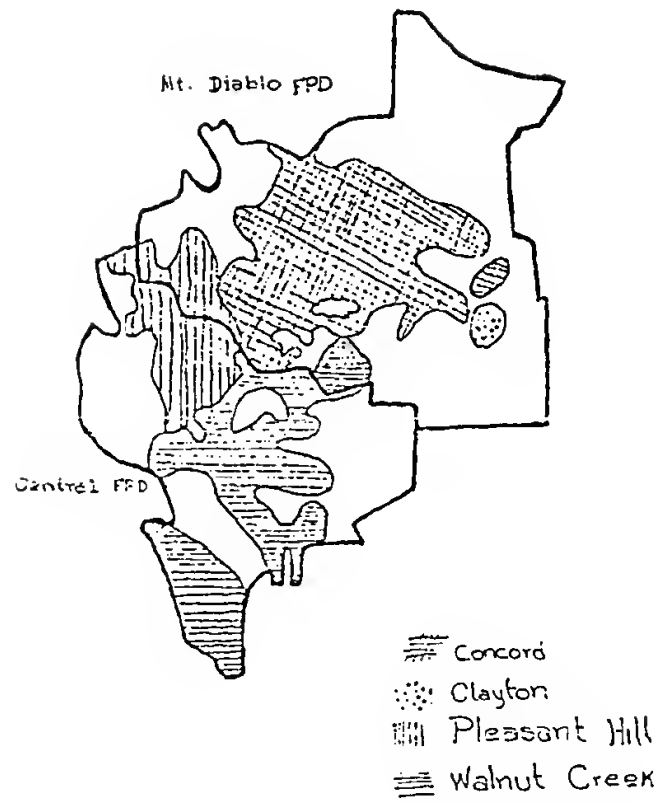 Mt. Diablo FPD
Central FPD
Concord
Clayton
Pleasant Hill
Walnut Creek